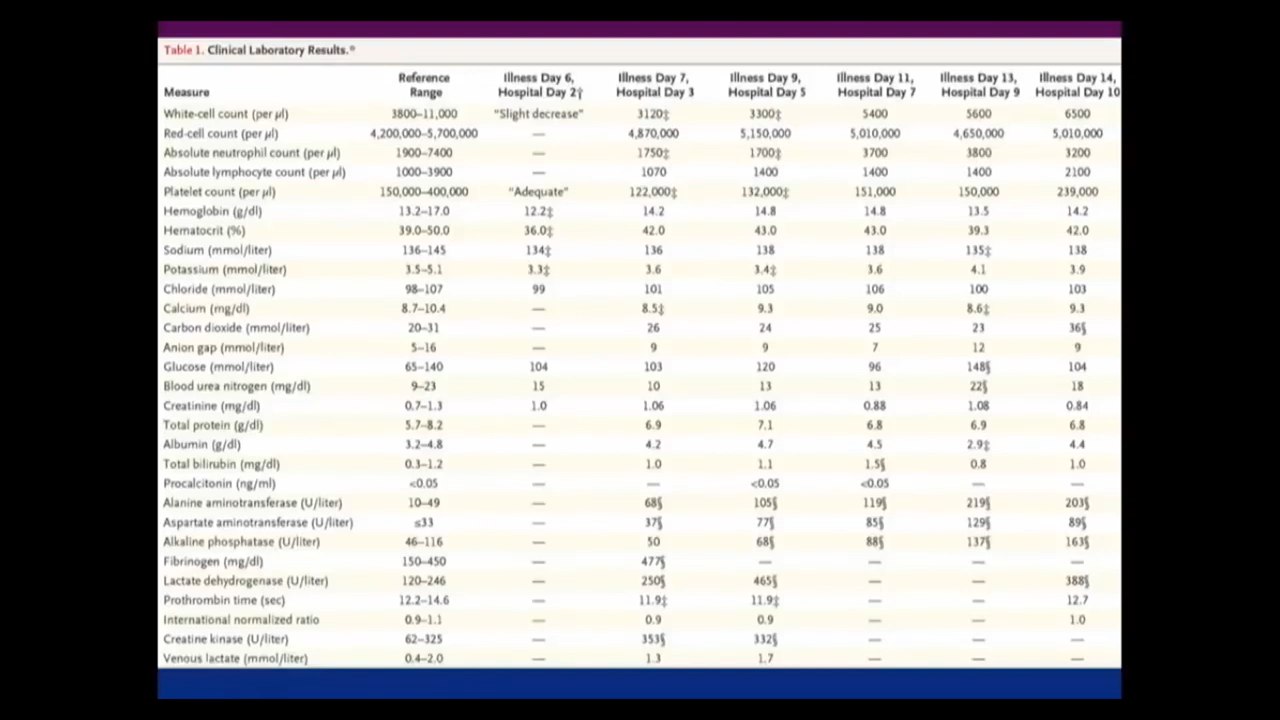 Table 1. Clinical Laboratory Results.*
Measure Reference Range Illness Day 6, Hospital Day 2† Illness Day 7, Hospital Day 3 Illness Day 9, Hospital Day 5 Illness Day 11, Hospital Day 7 Illness Day 13, Hospital Day 9 Illness Day 14, Hospital Day 10
White-cell count (per μl) 3800–11,000 "Slight decrease" 3120‡ 3300‡ 5400 5600 6500
Red-cell count (per μl) 4,200,000–5,700,000 — 4,870,000 5,150,000 5,010,000 4,650,000 5,010,000
Absolute neutrophil count (per μl) 1900–7400 — 1750‡ 1700‡ 3700 3800 3200
Absolute lymphocyte count (per μl) 1000–3900 — 1070 1400 1400 1400 2100
Platelet count (per μl) 150,000–400,000 "Adequate" 122,000‡ 132,000‡ 151,000 150,000 239,000
Hemoglobin (g/dl) 13.2–17.0 12.2‡ 14.2 14.8 14.8 13.5 14.2
Hematocrit (%) 39.0–50.0 36.0‡ 42.0 43.0 43.0 39.3 42.0
Sodium (mmol/liter) 136–145 134‡ 136 138 138 135‡ 138
Potassium (mmol/liter) 3.5–5.1 3.3‡ 3.6 3.4‡ 3.6 4.1 3.9
Chloride (mmol/liter) 98–107 99 101 105 106 100 103
Calcium (mg/dl) 8.7–10.4 — 8.5‡ 9.3 9.0 8.6‡ 9.3
Carbon dioxide (mmol/liter) 20–31 — 26 24 25 23 36§
Anion gap (mmol/liter) 5–16 — 9 9 7 12 9
Glucose (mmol/liter) 65–140 104 103 120 96 148§ 104
Blood urea nitrogen (mg/dl) 9–23 15 10 13 13 22§ 18
Creatinine (mg/dl) 0.7–1.3 1.0 1.06 1.06 0.88 1.08 0.84
Total protein (g/dl) 5.7–8.2 — 6.9 7.1 6.8 6.9 6.8
Albumin (g/dl) 3.2–4.8 — 4.2 4.7 4.5 2.9‡ 4.4
Total bilirubin (mg/dl) 0.3–1.2 — 1.0 1.1 1.5§ 0.8 1.0
Procalcitonin (ng/ml) <0.05 — — <0.05 <0.05 — —
Alanine aminotransferase (U/liter) 10–49 — 68§ 105§ 119§ 219§ 203§
Aspartate aminotransferase (U/liter) ≤33 — 37§ 77§ 85§ 129§ 89§
Alkaline phosphatase (U/liter) 46–116 — 50 68§ 88§ 137§ 163§
Fibrinogen (mg/dl) 150–450 — 477§ — — — —
Lactate dehydrogenase (U/liter) 120–246 — 250§ 465§ — — 388§
Prothrombin time (sec) 12.2–14.6 — 11.9‡ 11.9‡ — — 12.7
International normalized ratio 0.9–1.1 — 0.9 0.9 — — 1.0
Creatine kinase (U/liter) 62–325 — 353§ 332§ — — —
Venous lactate (mmol/liter) 0.4–2.0 — 1.3 1.7 — — —